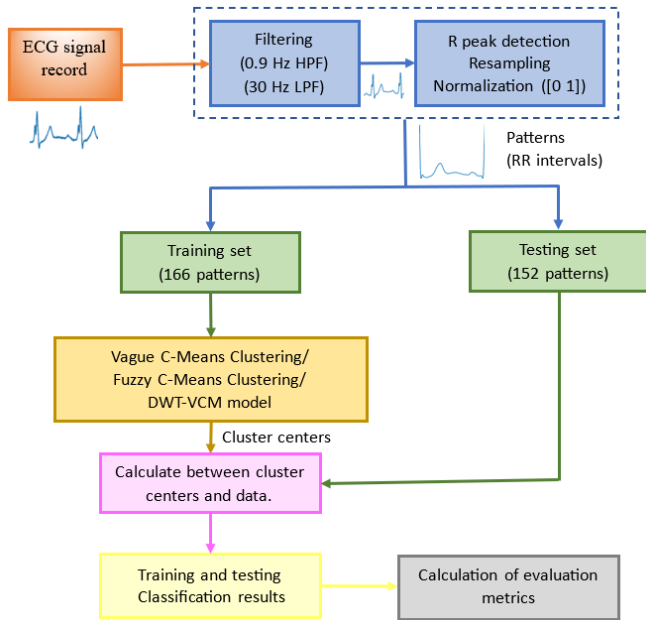 ECG signal
record
Filtering
(0.9 Hz HPF)
(30 Hz LPF)
R peak detection
Resampling
Normalization ([0 1])
Patterns
(RR intervals)
Training set
(166 patterns)
Testing set
(152 patterns)
Vague C-Means Clustering/
Fuzzy C-Means Clustering/
DWT-VCM model
Cluster centers
Calculate between cluster
centers and data.
Training and testing
Classification results
Calculation of evaluation
metrics